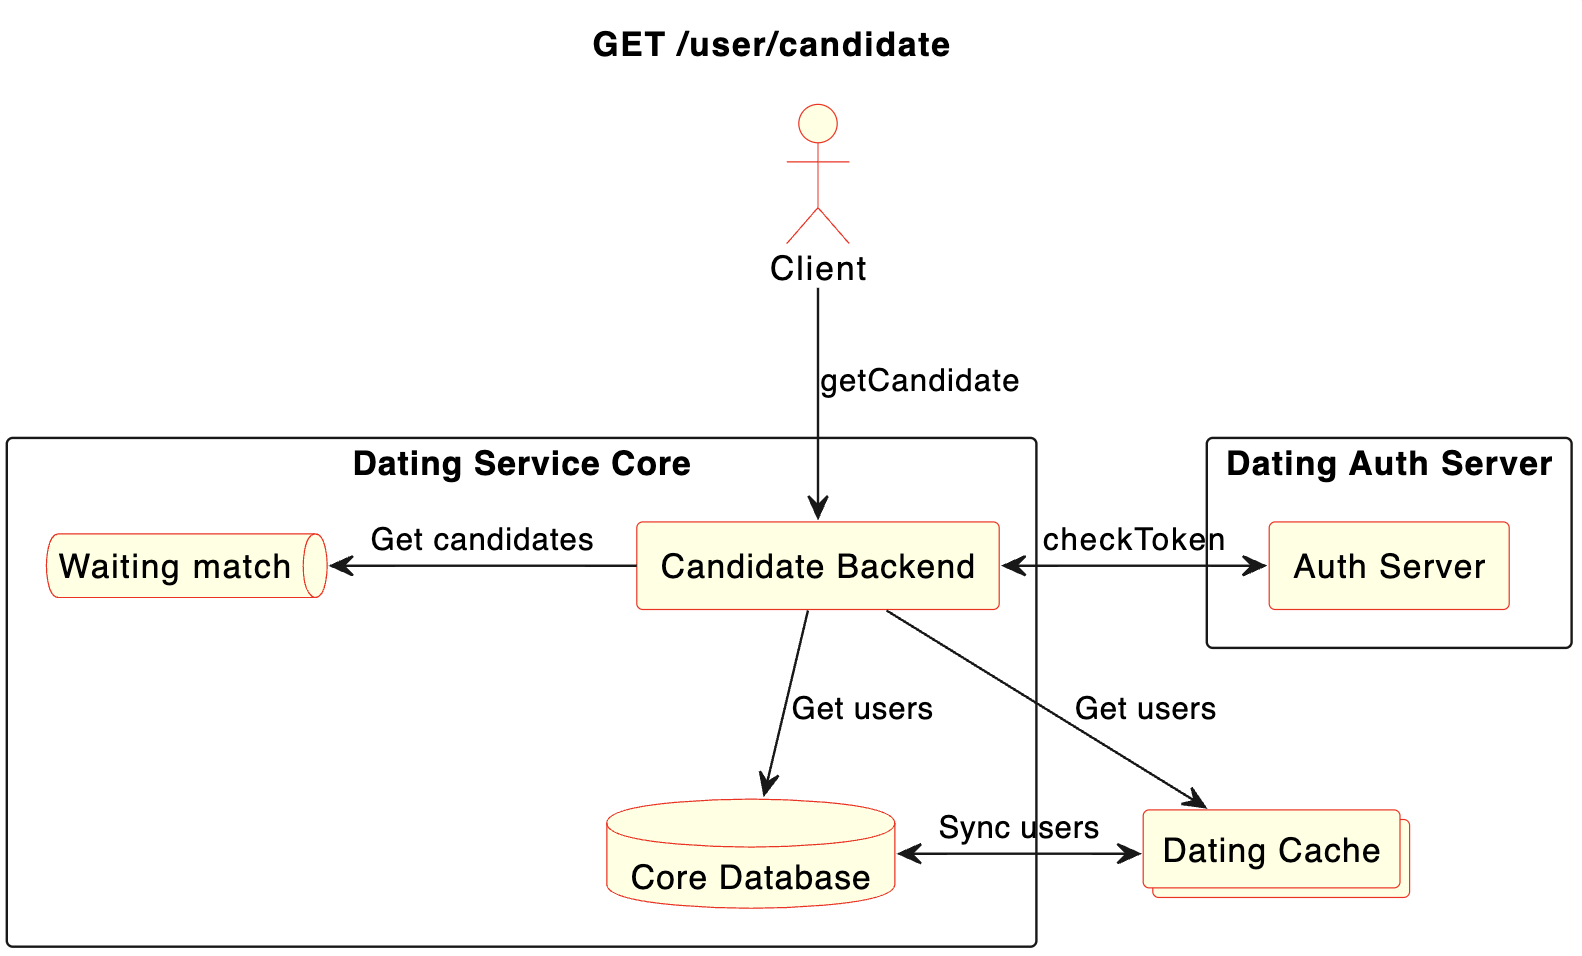 GET /user/candidate
Client
getCandidate
Dating Service Core
Dating Auth Server
Waiting match
Get candidates
Candidate Backend
checkToken
Auth Server
Get users
Get users
Core Database
Sync users
Dating Cache